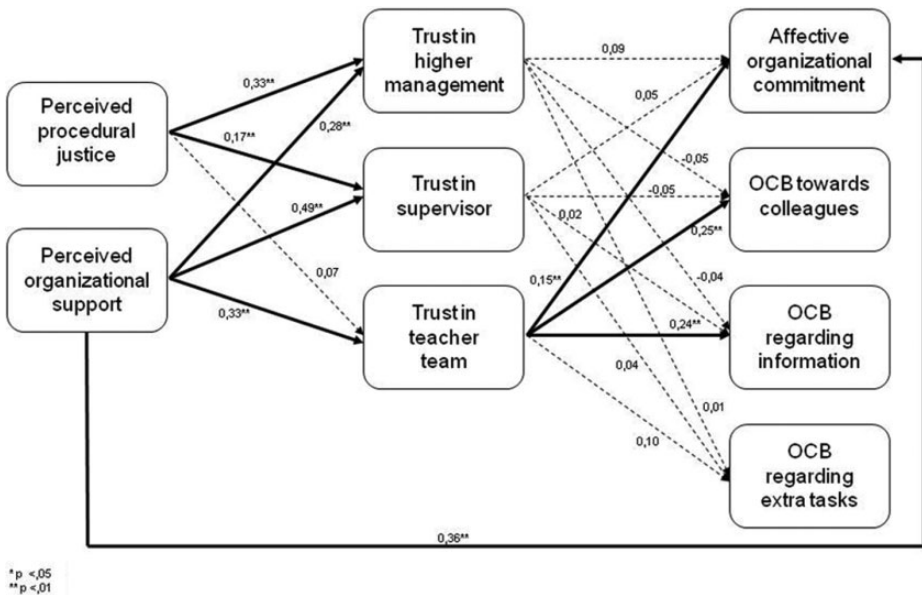 Perceived
procedural
justice
Perceived
organizational
support
Trust in
higher
management
Trust in
supervisor
Trust in
teacher
team
Affective
organizational
commitment
OCB towards
colleagues
OCB
regarding
information
OCB
regarding
extra tasks
0,33**
0,17**
0,28**
0,49**
0,07
0,33**
0,09
0,05
-0,05
-0,05
0,02
0,25**
0,15**
-0,04
0,24**
0,04
0,01
0,10
0,36**
*p <,05
**p <,01